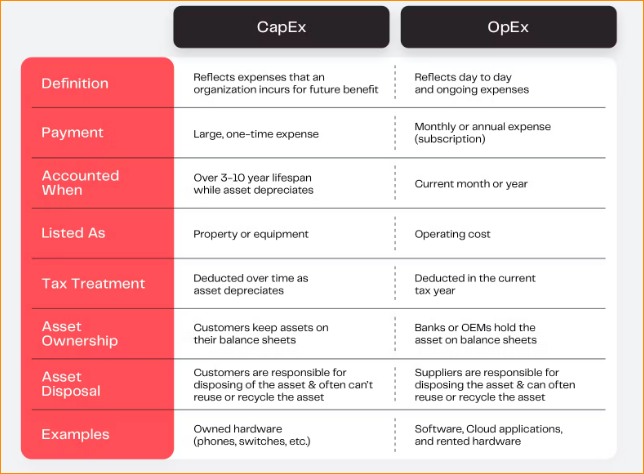 CapEx
OpEx
Definition
Reflects expenses that an
organization incurs for future benefit
Reflects day to day
and ongoing expenses
Payment
Large, one-time expense
Monthly or annual expense
(subscription)
Accounted
When
Over 3-10 year lifespan
while asset depreciates
Current month or year
Listed As
Property or equipment
Operating cost
Tax Treatment
Deducted over time as
asset depreciates
Deducted in the current
tax year
Asset
Ownership
Customers keep assets on
their balance sheets
Banks or OEMs hold the
asset on balance sheets
Asset
Disposal
Customers are responsible for
disposing of the asset & often can't
reuse or recycle the asset
Suppliers are responsible for
disposing the asset & can often
reuse or recycle the asset
Examples
Owned hardware
(phones, switches, etc.)
Software, Cloud applications,
and rented hardware